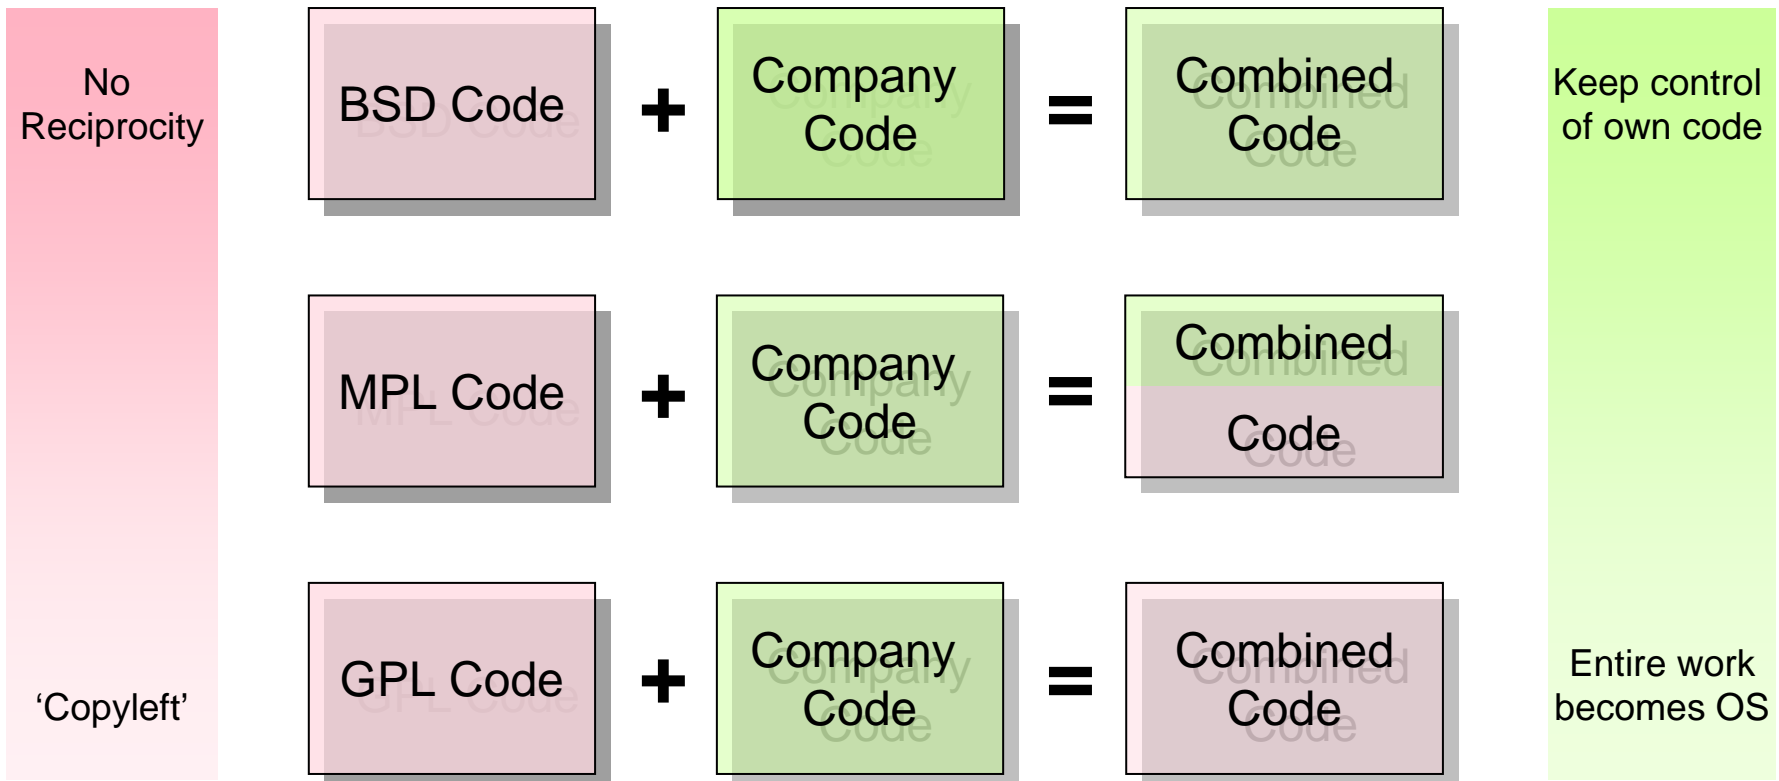 No
Reciprocity
BSD Code
+
Company
Code
=
Combined
Code
Keep control
of own code
MPL Code
+
Company
Code
=
Combined
Code
‘Copyleft’
GPL Code
+
Company
Code
=
Combined
Code
Entire work
becomes OS